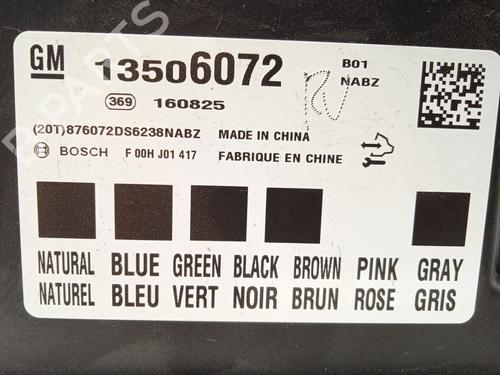 GM 13506072 B01
NABZ
369 160825
(20T)876072DS6238NABZ MADE IN CHINA
BOSCH F 00H J01 417 FABRIQUE EN CHINE
NATURAL BLUE GREEN BLACK BROWN PINK GRAY
NATUREL BLEU VERT NOIR BRUN ROSE GRIS